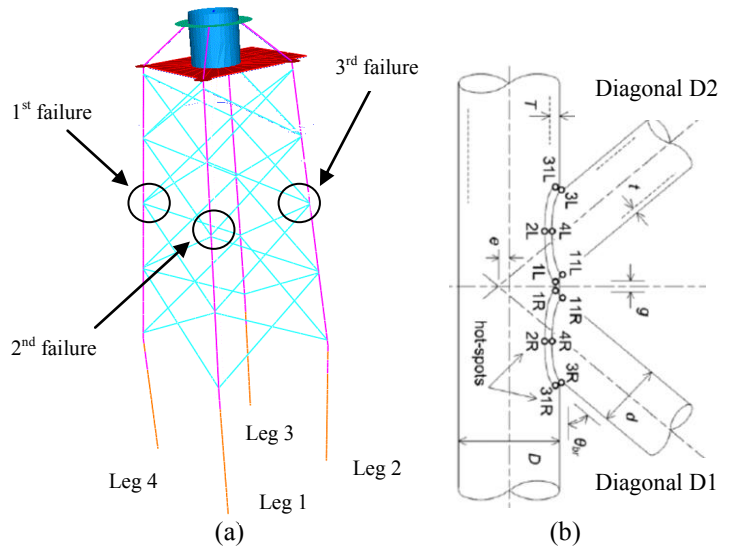 1st failure
3rd failure
2nd failure
Leg 3
Leg 4
Leg 2
Leg 1
(a)
Diagonal D2
T
31L
3L
t
2L
4L
e
11L
1L
g
1R
11R
2R
4R
3R
hot-spots
31R
d
θbr
D
Diagonal D1
(b)